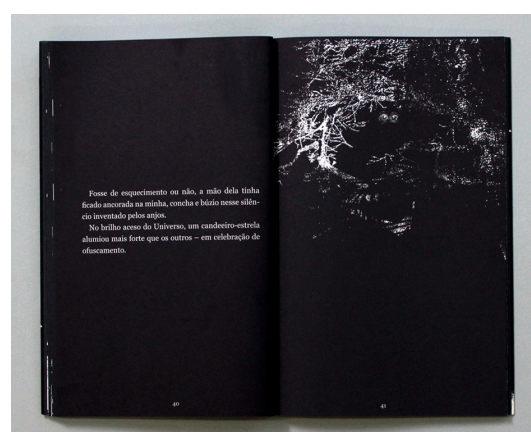 Fosse de esquecimento ou não, a mão dela tinha
ficado ancorada na minha, concha e búzio nesse silên-
cio inventado pelos anjos.
No brilho aceso do Universo, um candeeiro-estrela
alumiou mais forte que os outros – em celebração de
ofuscamento.
40
41